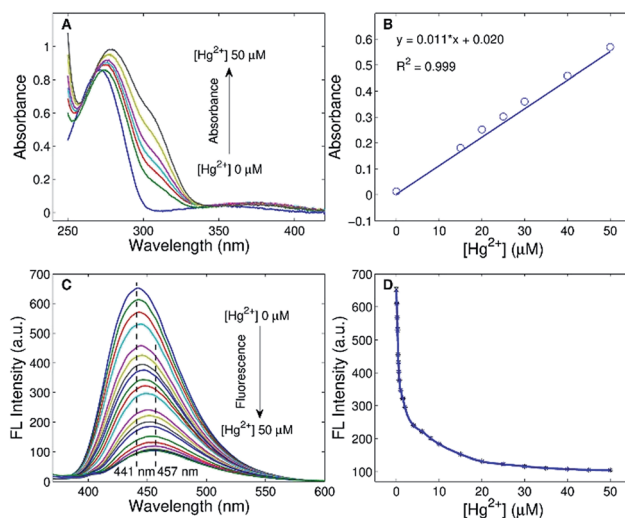 A
[Hg2+] 50 µM
Absorbance
[Hg2+] 0 µM
Absorbance
0
0.2
0.4
0.6
0.8
1
250
300
350
400
Wavelength (nm)
B
y = 0.011*x + 0.020
R2 = 0.999
Absorbance
-0.1
0
0.1
0.2
0.3
0.4
0.5
0.6
0
10
20
30
40
50
[Hg2+] (µM)
C
[Hg2+] 0 µM
Fluorescence
[Hg2+] 50 µM
441 nm
457 nm
FL Intensity (a.u.)
0
100
200
300
400
500
600
700
400
450
500
550
600
Wavelength (nm)
D
FL Intensity (a.u.)
100
200
300
400
500
600
700
0
10
20
30
40
50
[Hg2+] (µM)